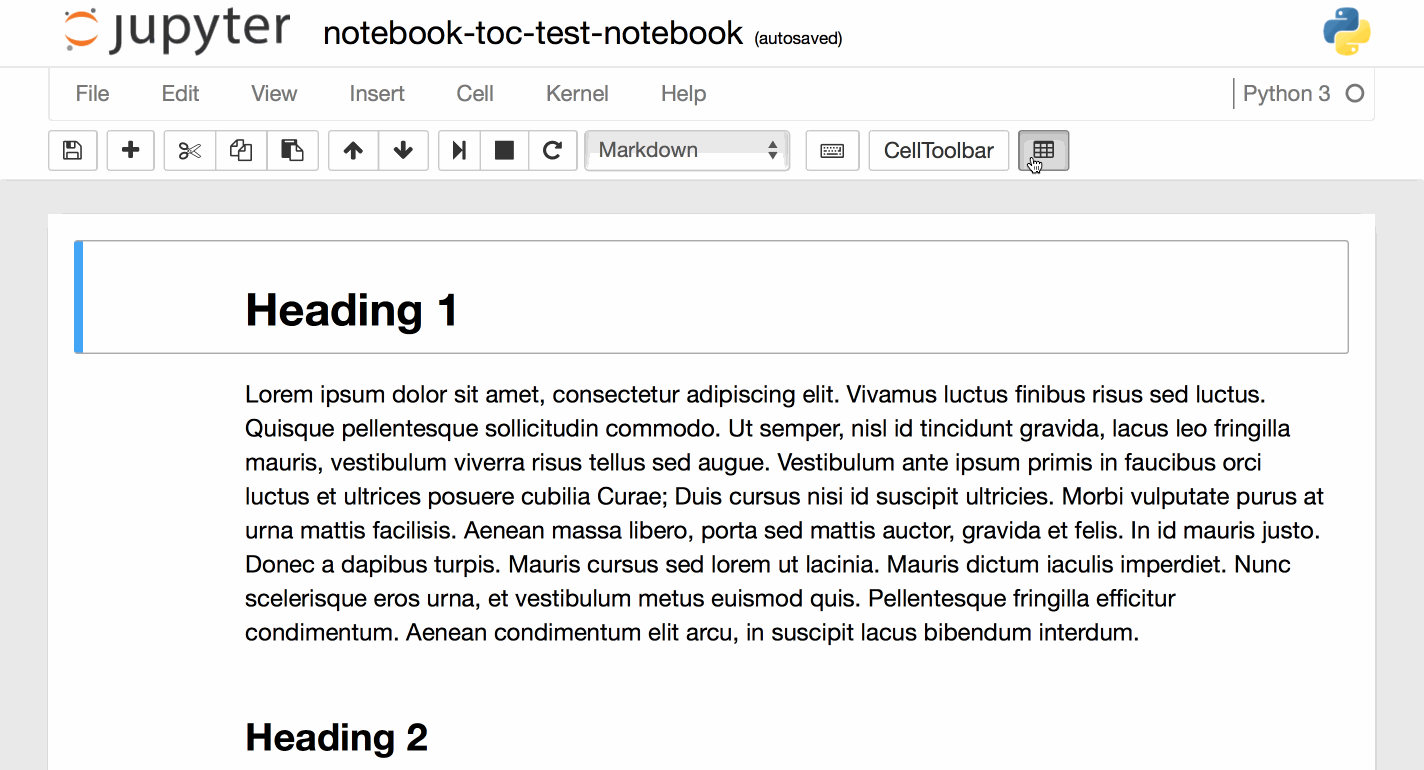 jupyter notebook-toc-test-notebook (autosaved)
File Edit View Insert Cell Kernel Help Python 3
Markdown CellToolbar
Heading 1
Lorem ipsum dolor sit amet, consectetur adipiscing elit. Vivamus luctus finibus risus sed luctus.
Quisque pellentesque sollicitudin commodo. Ut semper, nisl id tincidunt gravida, lacus leo fringilla
mauris, vestibulum viverra risus tellus sed augue. Vestibulum ante ipsum primis in faucibus orci
luctus et ultrices posuere cubilia Curae; Duis cursus nisi id suscipit ultricies. Morbi vulputate purus at
urna mattis facilisis. Aenean massa libero, porta sed mattis auctor, gravida et felis. In id mauris justo.
Donec a dapibus turpis. Mauris cursus sed lorem ut lacinia. Mauris dictum iaculis imperdiet. Nunc
scelerisque eros urna, et vestibulum metus euismod quis. Pellentesque fringilla efficitur
condimentum. Aenean condimentum elit arcu, in suscipit lacus bibendum interdum.
Heading 2